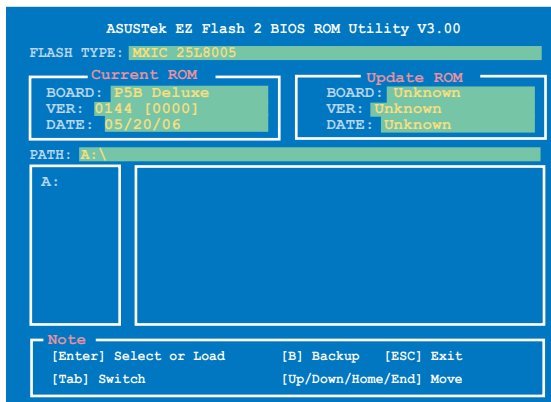 ASUSTek EZ Flash 2 BIOS ROM Utility V3.00
FLASH TYPE: MXIC 25L8005
Current ROM
BOARD: P5B Deluxe
VER: 0144 [0000]
DATE: 05/20/06
Update ROM
BOARD: Unknown
VER: Unknown
DATE: Unknown
PATH: A:\
A:
Note
[Enter] Select or Load [B] Backup [ESC] Exit
[Tab] Switch [Up/Down/Home/End] Move